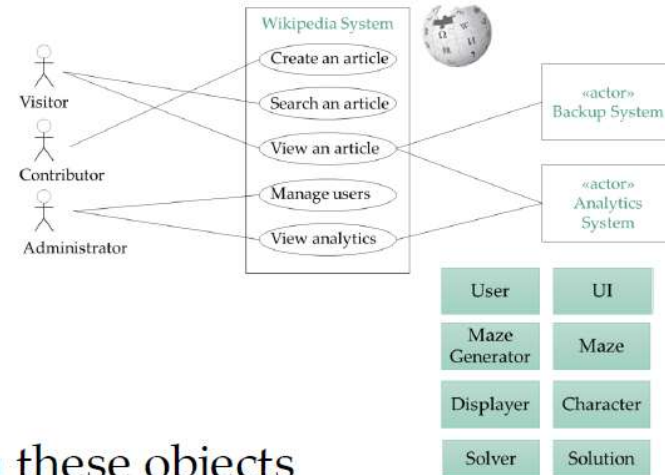 Wikipedia System
Create an article
Search an article
View an article
Manage users
View analytics
Visitor
Contributor
Administrator
«actor»
Backup System
«actor»
Analytics
System
User
UI
Maze
Generator
Maze
Displayer
Character
Solver
Solution
these objects